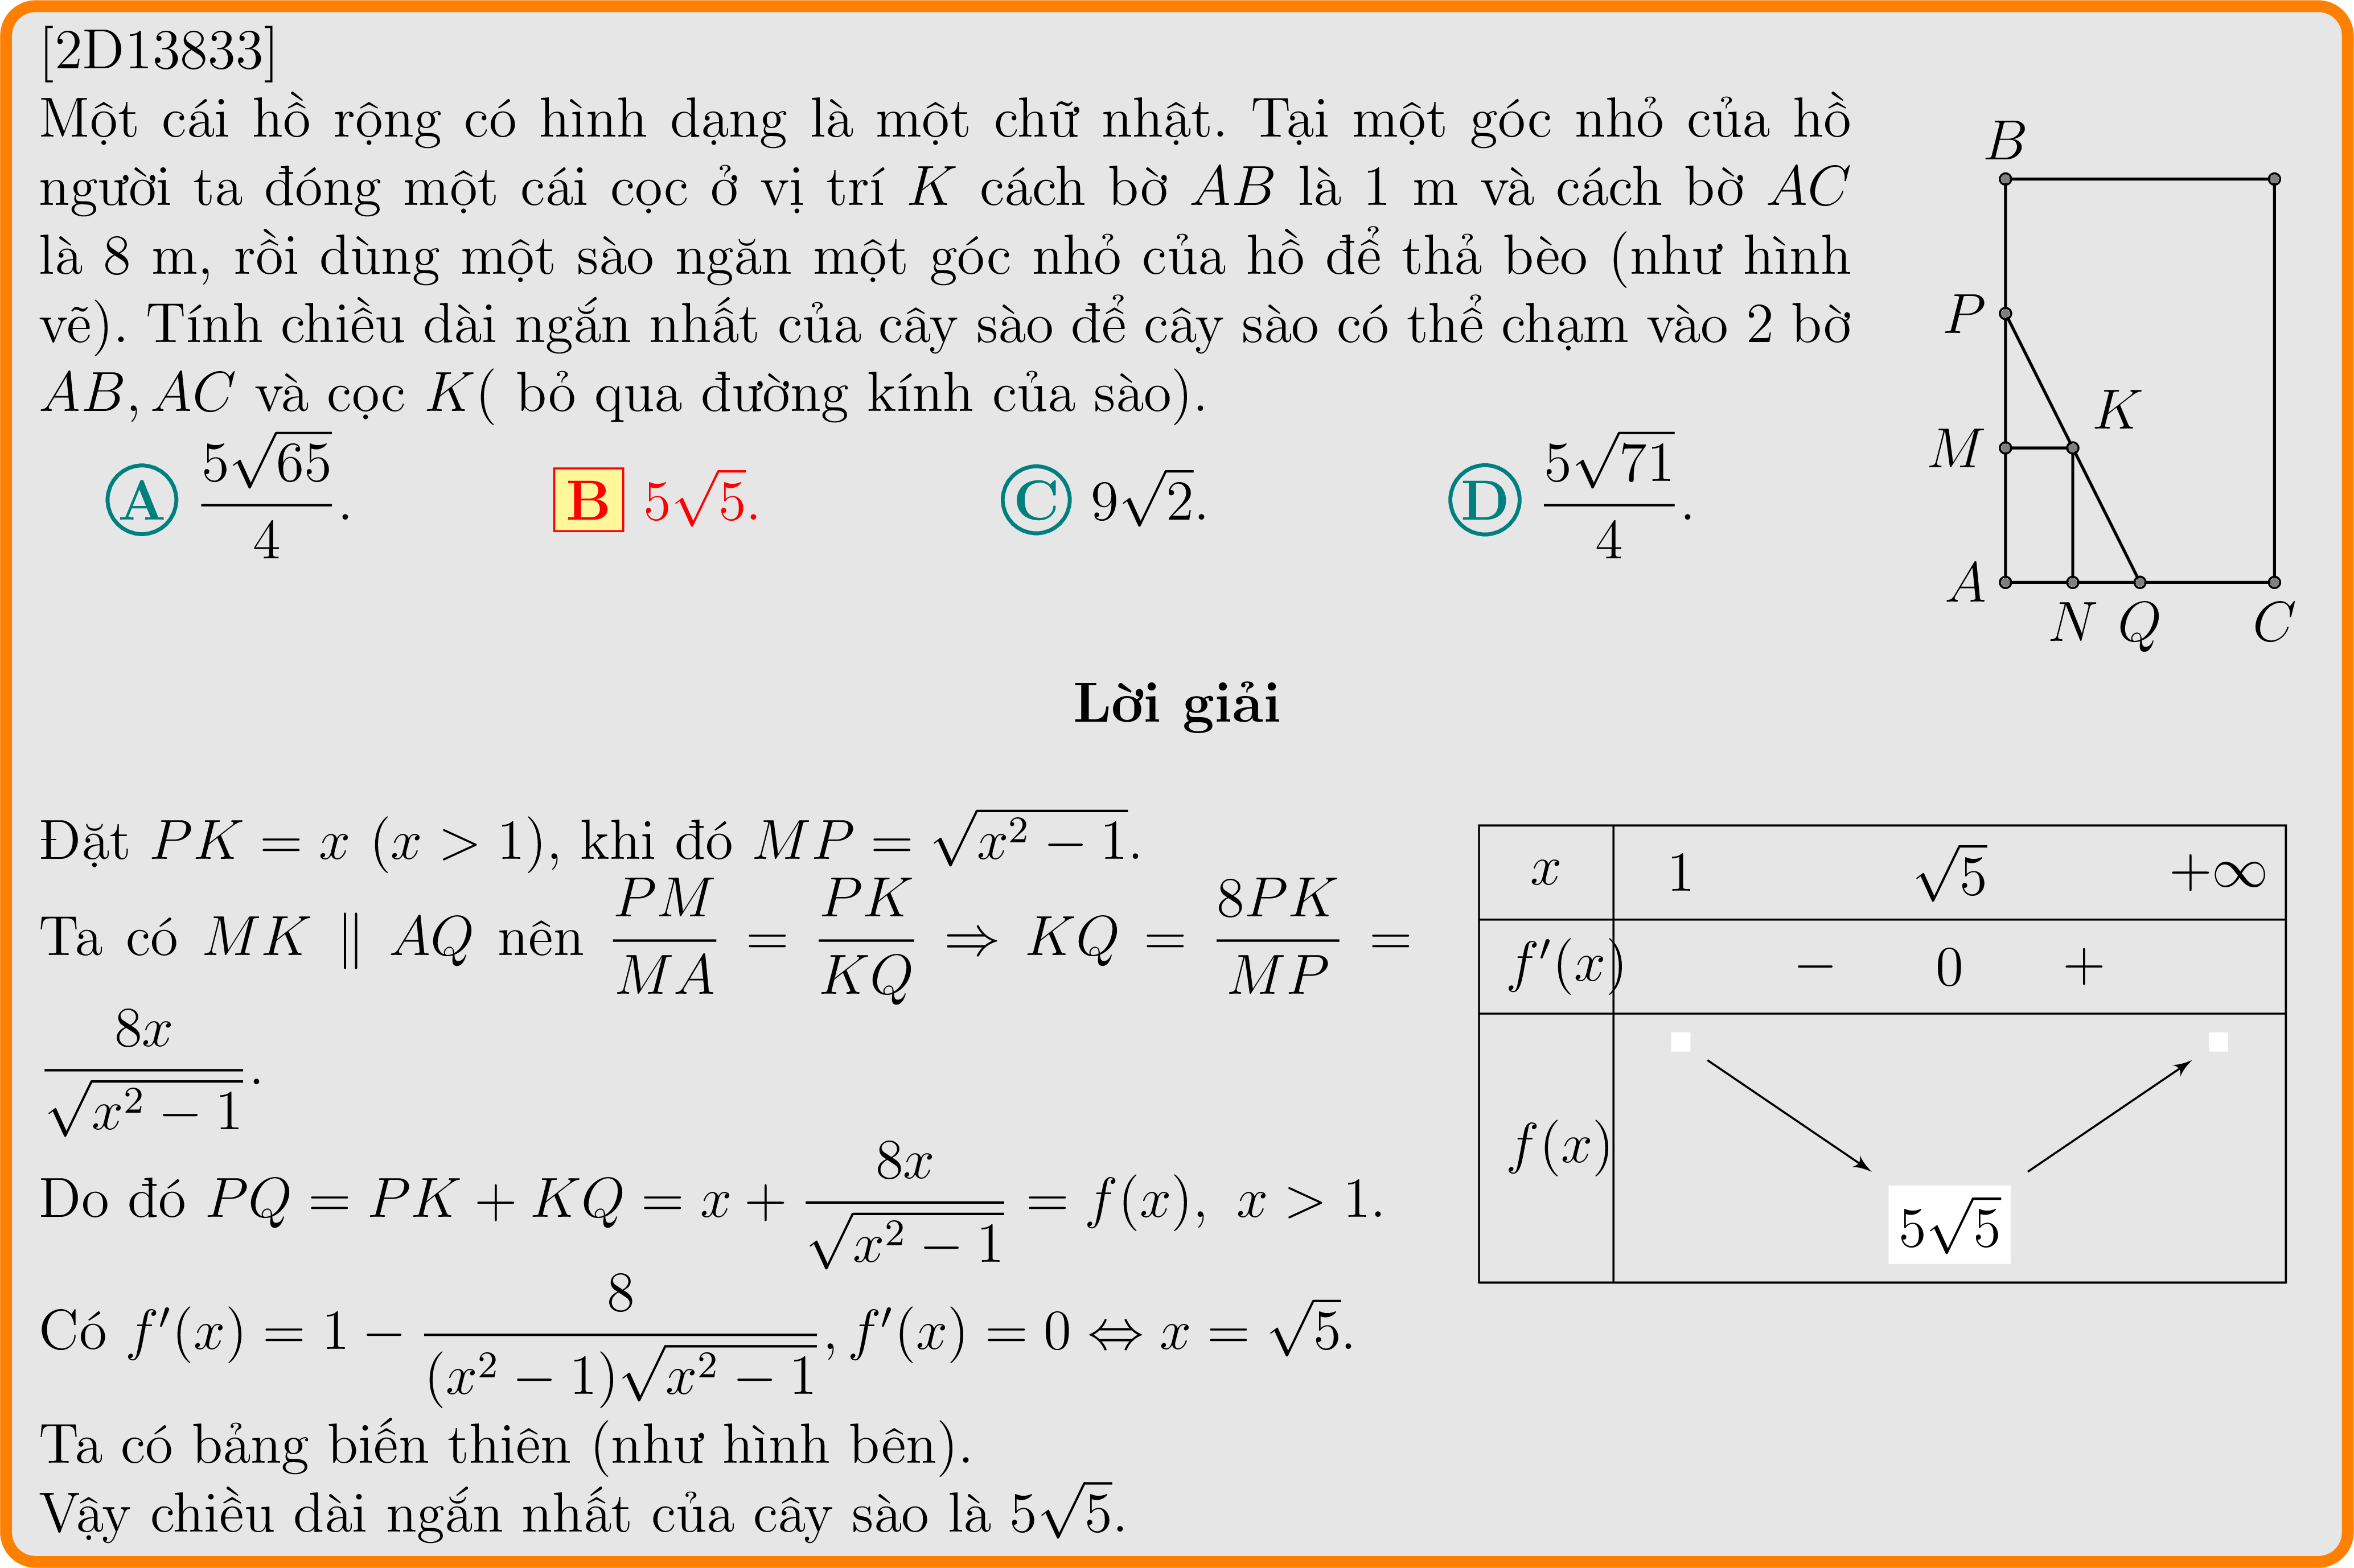 [2D13833]
Một cái hồ rộng có hình dạng là một chữ nhật. Tại một góc nhỏ của hồ
người ta đóng một cái cọc ở vị trí K cách bờ AB là 1 m và cách bờ AC
là 8 m, rồi dùng một sào ngăn một góc nhỏ của hồ để thả bèo (như hình
vẽ). Tính chiều dài ngắn nhất của cây sào để cây sào có thể chạm vào 2 bờ
AB, AC và cọc K( bỏ qua đường kính của sào).
A \frac{5\sqrt{65}}{4}. B 5\sqrt{5}. C 9\sqrt{2}. D \frac{5\sqrt{71}}{4}.
B
P
K
M
A
N Q C
Lời giải
Đặt PK = x (x > 1), khi đó MP = \sqrt{x^2 − 1}.
Ta có MK ∥ AQ nên \frac{PM}{MA} = \frac{PK}{KQ} ⇒ KQ = \frac{8PK}{MP} =
\frac{8x}{\sqrt{x^2 − 1}}.
Do đó PQ = PK + KQ = x + \frac{8x}{\sqrt{x^2 − 1}} = f(x), x > 1.
Có f′(x) = 1 − \frac{8}{(x^2 − 1)\sqrt{x^2 − 1}}, f′(x) = 0 ⇔ x = \sqrt{5}.
Ta có bảng biến thiên (như hình bên).
Vậy chiều dài ngắn nhất của cây sào là 5\sqrt{5}.
x 1 \sqrt{5} +∞
f′(x) − 0 +
f(x)
5\sqrt{5}